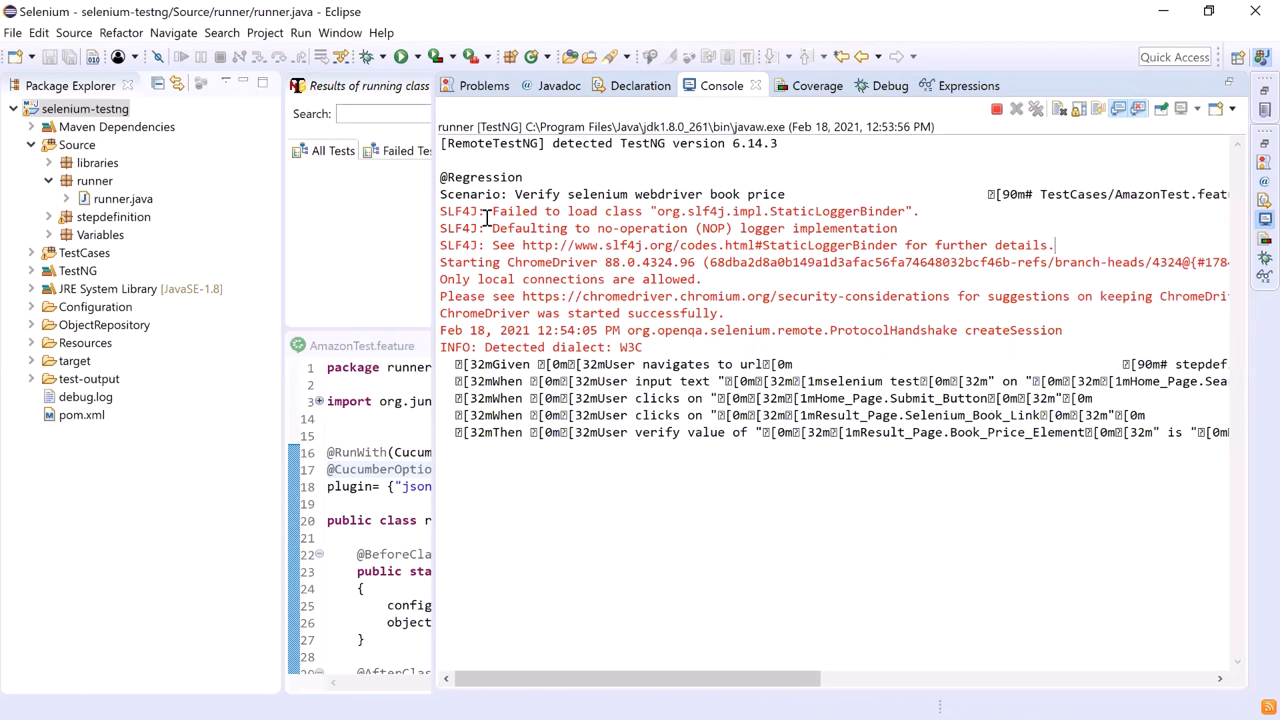 Selenium - selenium-testng/Source/runner/runner.java - Eclipse
File Edit Source Refactor Navigate Search Project Run Window Help
Quick Access
Package Explorer
selenium-testng
Maven Dependencies
Source
libraries
runner
runner.java
stepdefinition
Variables
TestCases
TestNG
JRE System Library [JavaSE-1.8]
Configuration
ObjectRepository
Resources
target
test-output
debug.log
pom.xml
Results of running class
Search:
All Tests Failed Tes
AmazonTest.feature
1 package runner
2
3 import org.jun
14
15
16 @RunWith(Cucum
17 @CucumberOptio
18 plugin= {"json
19
20 public class r
21
22 @BeforeCla
23 public sta
24 {
25 config
26 object
27 }
28
29 @AfterClas
Problems @ Javadoc Declaration Console Coverage Debug Expressions
runner [TestNG] C:\Program Files\Java\jdk1.8.0_261\bin\javaw.exe (Feb 18, 2021, 12:53:56 PM)
[RemoteTestNG] detected TestNG version 6.14.3
@Regression
Scenario: Verify selenium webdriver book price [90m# TestCases/AmazonTest.featur
SLF4J: Failed to load class "org.slf4j.impl.StaticLoggerBinder".
SLF4J: Defaulting to no-operation (NOP) logger implementation
SLF4J: See http://www.slf4j.org/codes.html#StaticLoggerBinder for further details.
Starting ChromeDriver 88.0.4324.96 (68dba2d8a0b149a1d3afac56fa74648032bcf46b-refs/branch-heads/4324@{#1784
Only local connections are allowed.
Please see https://chromedriver.chromium.org/security-considerations for suggestions on keeping ChromeDri
ChromeDriver was started successfully.
Feb 18, 2021 12:54:05 PM org.openqa.selenium.remote.ProtocolHandshake createSession
INFO: Detected dialect: W3C
[32mGiven [0m[32mUser navigates to url[0m [90m# stepdef
[32mWhen [0m[32mUser input text "[0m[32m[1mselenium test[0m[32m" on "[0m[32m[1mHome_Page.Sea
[32mWhen [0m[32mUser clicks on "[0m[32m[1mHome_Page.Submit_Button[0m[32m"[0m
[32mWhen [0m[32mUser clicks on "[0m[32m[1mResult_Page.Selenium_Book_Link[0m[32m"[0m
[32mThen [0m[32mUser verify value of "[0m[32m[1mResult_Page.Book_Price_Element[0m[32m" is "[0m